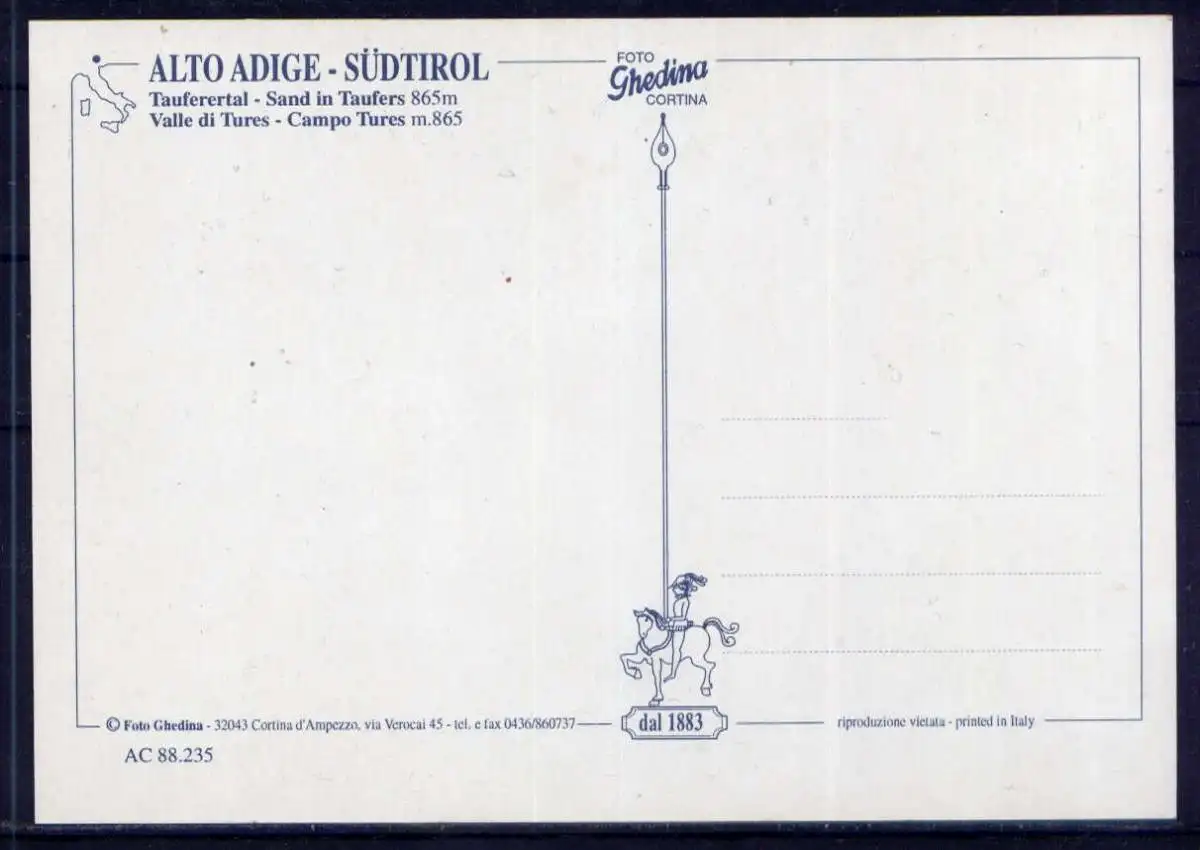 ALTO ADIGE - SÜDTIROL
Tauferertal - Sand in Taufers 865m
Valle di Tures - Campo Tures m.865
FOTO
Ghedina
CORTINA
© Foto Ghedina - 32043 Cortina d'Ampezzo, via Verocai 45 - tel. e fax 0436/860737
dal 1883
riproduzione vietata - printed in Italy
AC 88.235